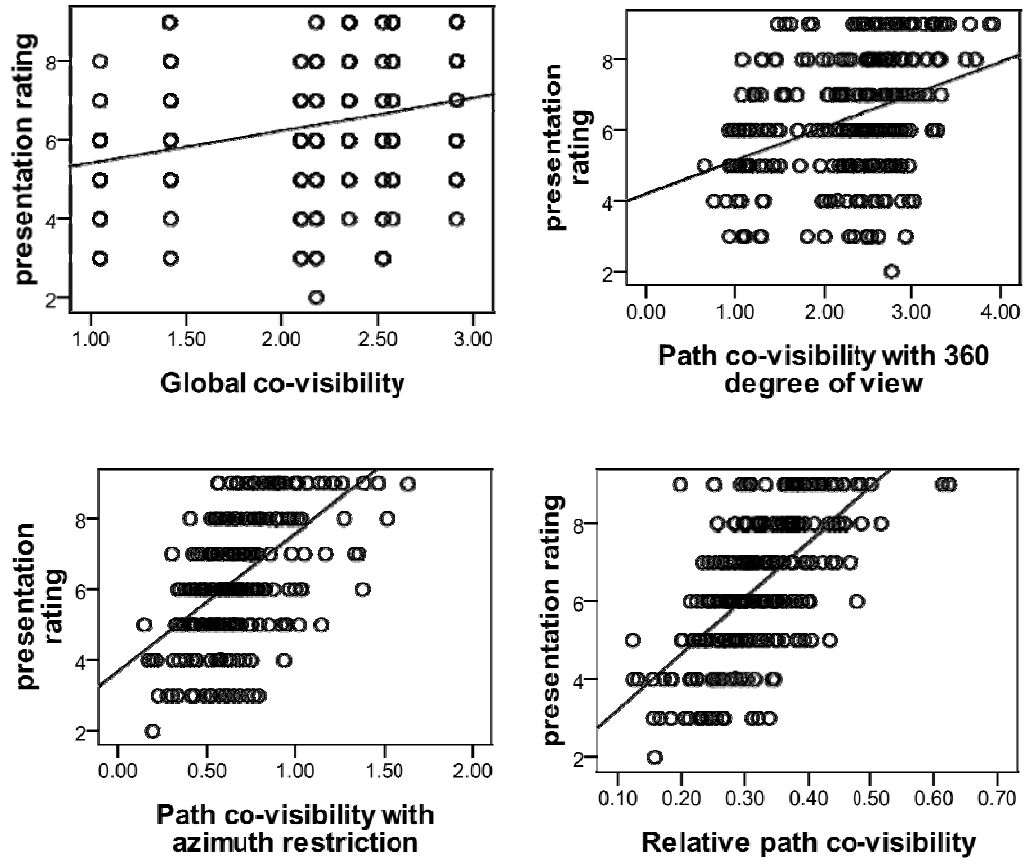 presentation rating
8
6
4
2
1.00 1.50 2.00 2.50 3.00
Global co-visibility
presentation
rating
8
6
4
2
0.00 1.00 2.00 3.00 4.00
Path co-visibility with 360
degree of view
presentation
rating
8
6
4
2
0.00 0.50 1.00 1.50 2.00
Path co-visibility with
azimuth restriction
presentation rating
8
6
4
2
0.10 0.20 0.30 0.40 0.50 0.60 0.70
Relative path co-visibility